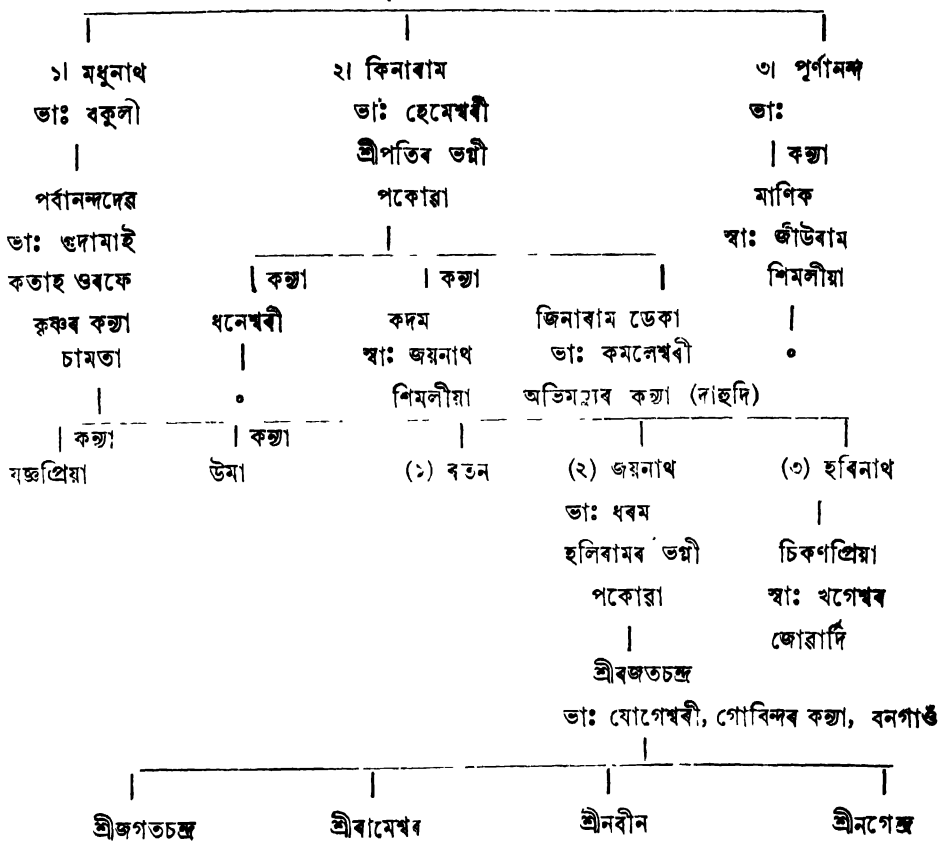 ১। মধুনাথ ২। কিনাৰাম ৩। পূৰ্ণানন্দ
ভাঃ বকুলী ভাঃ হেমেশ্বৰী ভাঃ
শ্ৰীপতিৰ ভগ্নী কন্যা
পৰ্বানন্দদেৱ পকোৱা মাণিক
ভাঃ গুদামাই স্বাঃ জীউৰাম
কতাহ ওৰফে কন্যা কন্যা শিমলীয়া
কৃষ্ণৰ কন্যা ধনেশ্বৰী কদম জিনাৰাম ডেকা
চামতা স্বাঃ জয়নাথ ভাঃ কমলেশ্বৰী
শিমলীয়া কন্যা (দাহুদি)
কন্যা কন্যা
যজ্ঞপ্ৰিয়া উমা (১) ৰতন (২) জয়নাথ (৩) হৰিনাথ
ভাঃ ধৰম
হলিৰামৰ ভগ্নী চিকণপ্ৰিয়া
পকোৱা স্বাঃ খগেশ্বৰ
জোৱাৰ্দি
শ্ৰীৰজতচন্দ্ৰ
ভাঃ যোগেশ্বৰী, গোবিন্দৰ কন্যা, বনগাওঁ
শ্ৰীজগতচন্দ্ৰ শ্ৰীৰামেশ্বৰ শ্ৰীনবীন শ্ৰীনগেন্দ্ৰ